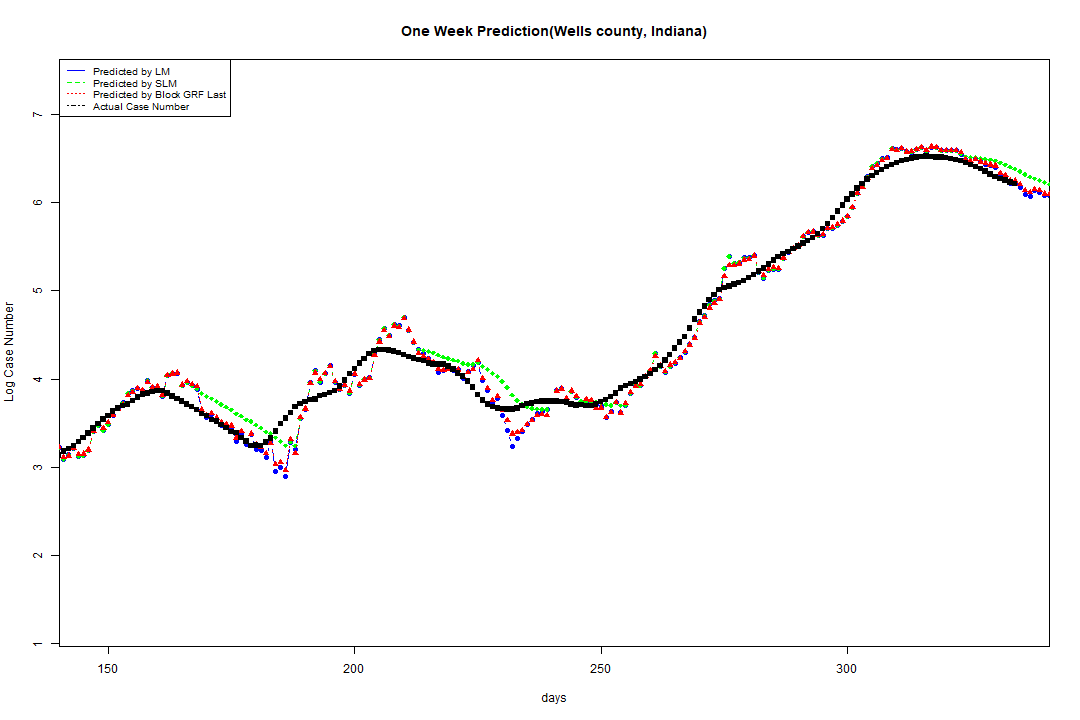 One Week Prediction(Wells county, Indiana)
Predicted by LM
Predicted by SLM
Predicted by Block GRF Last
Actual Case Number
7
6
5
4
3
2
1
Log Case Number
150 200 250 300
days